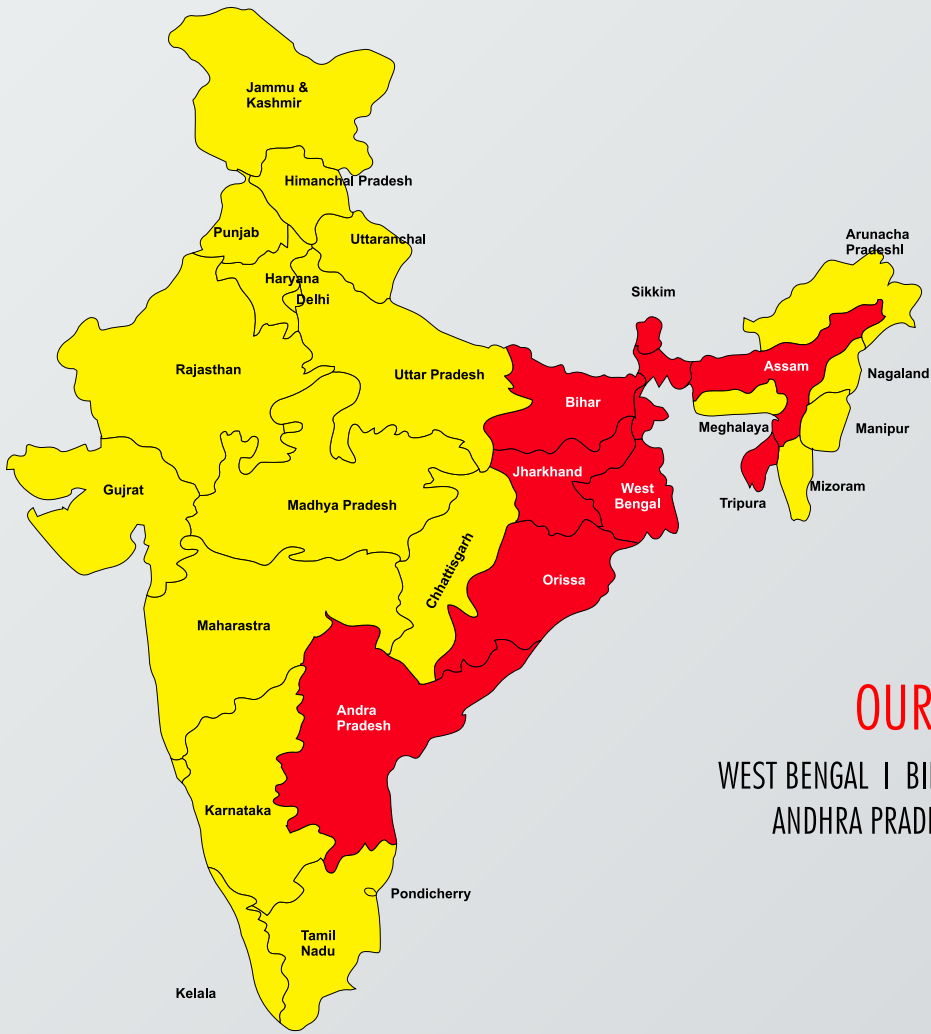 Jammu &
Kashmir
Himanchal Pradesh
Punjab
Uttaranchal
Haryana
Delhi
Arunacha
Pradeshl
Sikkim
Rajasthan
Uttar Pradesh
Assam
Nagaland
Bihar
Meghalaya
Manipur
Jharkhand
Gujrat
Madhya Pradesh
West
Bengal
Tripura
Mizoram
Chhattisgarh
Orissa
Maharastra
Andra
Pradesh
OUR
WEST BENGAL I BI
Karnataka
ANDHRA PRAD
Pondicherry
Tamil
Nadu
Kelala